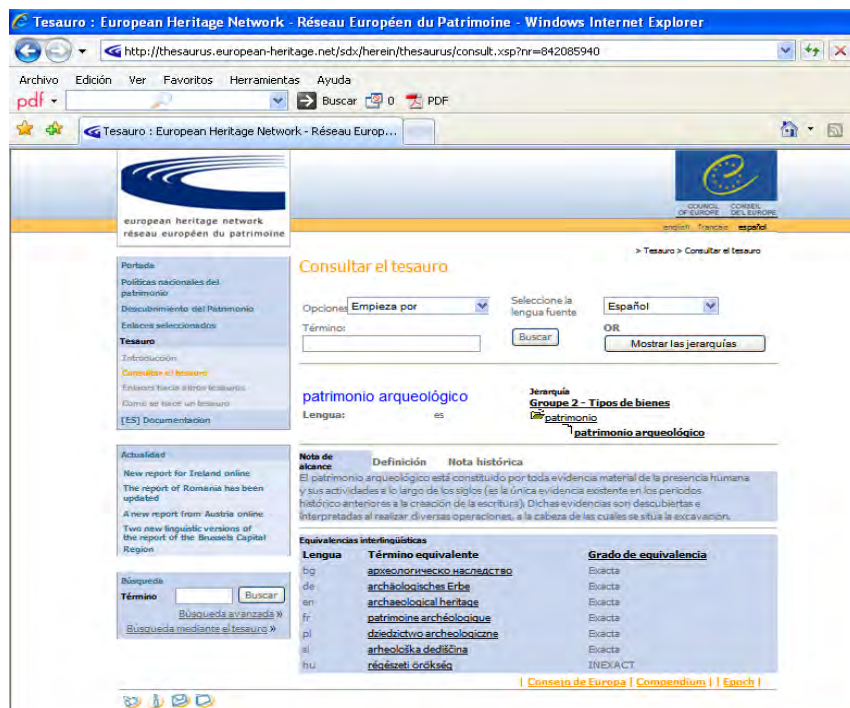 Tesauro : European Heritage Network - Réseau Européen du Patrimoine - Windows Internet Explorer
http://thesaurus.european-heritage.net/sdx/herein/thesaurus/consult.xsp?nr=842085940
Archivo Edición Ver Favoritos Herramientas Ayuda
pdf Buscar 0 PDF
Tesauro : European Heritage Network - Réseau Europ...
european heritage network
réseau européen du patrimoine
COUNCIL OF EUROPE
CONSEIL DE L'EUROPE
english français español
> Tesauro > Consultar el tesauro
Portada
Políticas nacionales del
patrimonio
Descubrimiento del Patrimonio
Enlaces seleccionados
Tesauro
Introducción
Consultar el tesauro
Enlaces hacia otros tesauros
Como se hace un tesauro
[ES] Documentacion
Actualidad
New report for Ireland online
The report of Romania has been
updated
A new report from Austria online
Two new linguistic versions of
the report of the Brussels Capital
Region
Búsqueda
Término Buscar
Búsqueda avanzada »
Búsqueda mediante el tesauro »
Consultar el tesauro
Opciones Empieza por
Seleccione la
lengua fuente
Español
Término:
Buscar
OR
Mostrar las jerarquías
patrimonio arqueológico
Lengua: es
Jerarquía
Groupe 2 - Tipos de bienes
patrimonio
patrimonio arqueológico
Nota de
alcance
Definición Nota histórica
El patrimonio arqueológico está constituido por toda evidencia material de la presencia humana
y sus actividades a lo largo de los siglos (es la única evidencia existente en los periodos
histórico anteriores a la creación de la escritura). Dichas evidencias son descubiertas e
interpretadas al realizar diversas operaciones, a la cabeza de las cuales se situa la excavación.
Equivalencias interlingüísticas
Lengua Término equivalente Grado de equivalencia
bg археологическо наследство Exacta
de archäologisches Erbe Exacta
en archaeological heritage Exacta
fr patrimoine archéologique Exacta
pl dziedzictwo archeologiczne Exacta
sl arheološka dediščina Exacta
hu régészeti örökség INEXACT
| Consejo de Europa | Compendium | | Epoch |